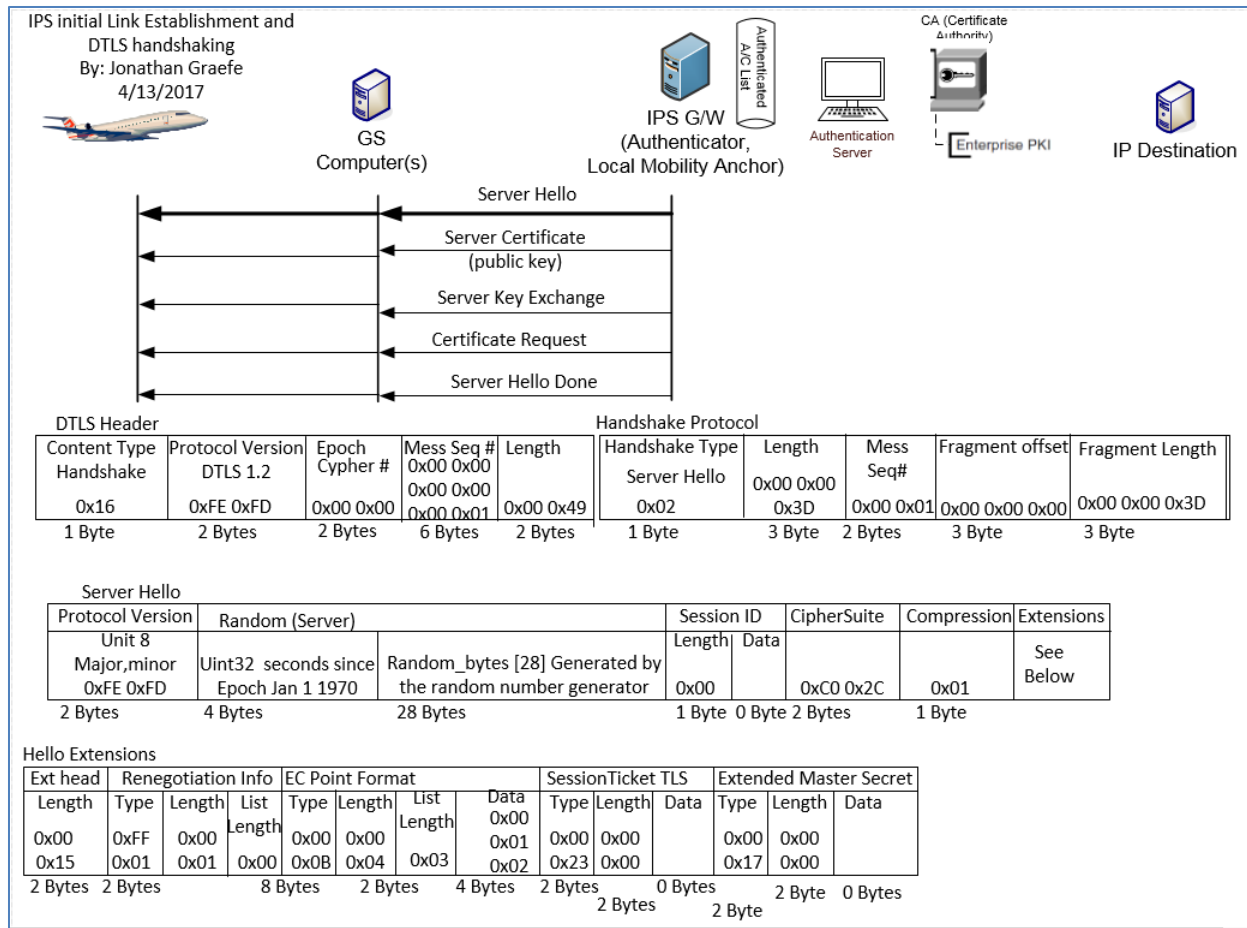 IPS initial Link Establishment and
DTLS handshaking
By: Jonathan Graefe
4/13/2017
GS
Computer(s)
IPS G/W
(Authenticator,
Local Mobility Anchor)
Authenticated
A/C List
Authentication
Server
CA (Certificate
Authority)
Enterprise PKI
IP Destination
Server Hello
Server Certificate
(public key)
Server Key Exchange
Certificate Request
Server Hello Done
DTLS Header
Content Type
Handshake
0x16
1 Byte
Protocol Version
DTLS 1.2
0xFE 0xFD
2 Bytes
Epoch
Cypher #
0x00 0x00
2 Bytes
Mess Seq #
0x00 0x00
0x00 0x00
0x00 0x01
6 Bytes
Length
0x00 0x49
2 Bytes
Handshake Protocol
Handshake Type
Server Hello
0x02
1 Byte
Length
0x00 0x00
0x3D
3 Byte
Mess
Seq#
0x00 0x01
2 Bytes
Fragment offset
0x00 0x00 0x00
3 Byte
Fragment Length
0x00 0x00 0x3D
3 Byte
Server Hello
Protocol Version
Unit 8
Major,minor
0xFE 0xFD
2 Bytes
Random (Server)
Uint32 seconds since
Epoch Jan 1 1970
4 Bytes
Random_bytes [28] Generated by
the random number generator
28 Bytes
Session ID
Length
0x00
1 Byte
Data
0 Byte
CipherSuite
0xC0 0x2C
2 Bytes
Compression
0x01
1 Byte
Extensions
See
Below
Hello Extensions
Ext head
Length
0x00
0x15
2 Bytes
Renegotiation Info
Type
0xFF
0x01
2 Bytes
Length
0x00
0x01
List
Length
0x00
8 Bytes
EC Point Format
Type
0x00
0x0B
Length
0x00
0x04
2 Bytes
List
Length
0x03
Data
0x00
0x01
0x02
4 Bytes
SessionTicket TLS
Type
0x00
0x23
2 Bytes
Length
0x00
0x00
2 Bytes
Data
0 Bytes
Extended Master Secret
Type
0x00
0x17
2 Byte
Length
0x00
0x00
2 Byte
Data
0 Bytes